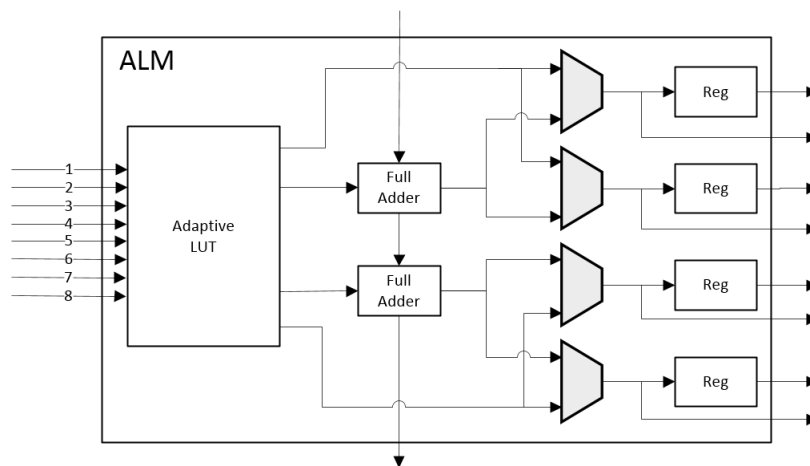 ALM
1
2
3
4
5
6
7
8
Adaptive
LUT
Full
Adder
Full
Adder
Reg
Reg
Reg
Reg